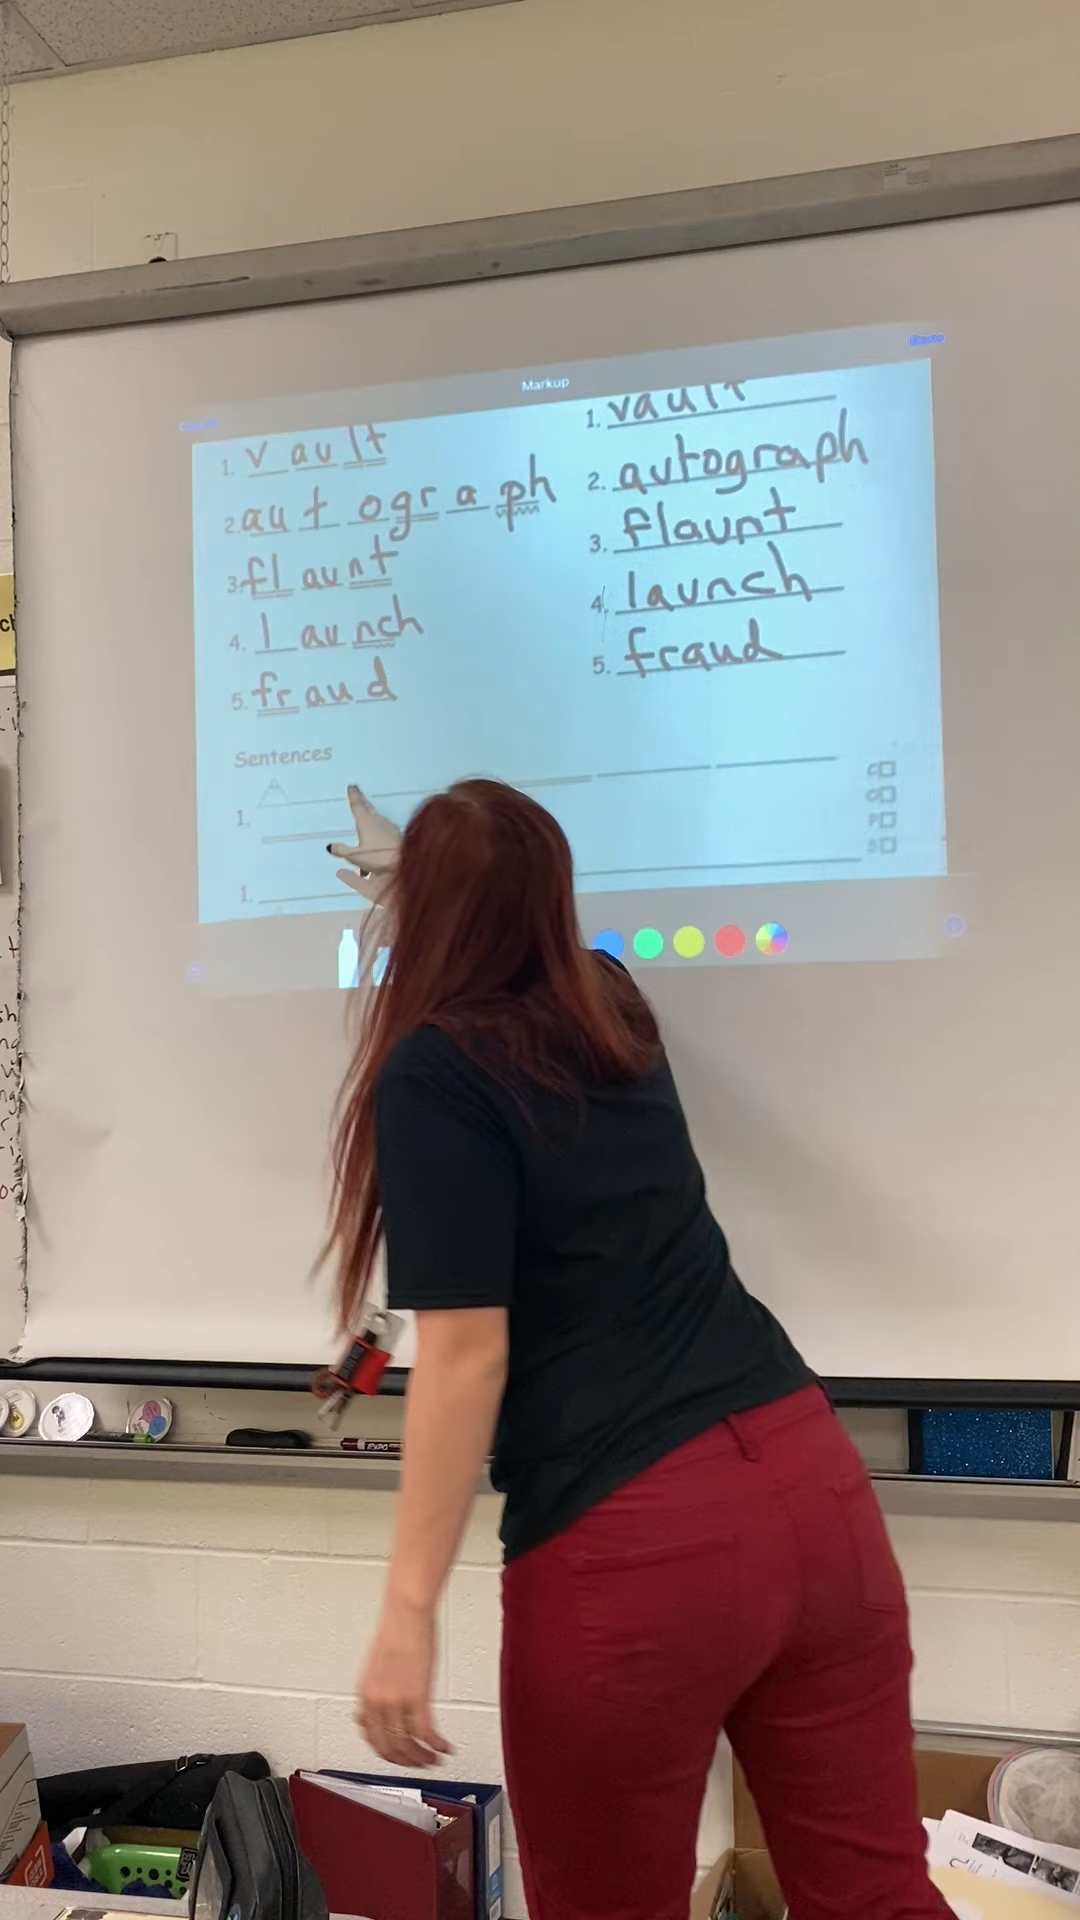 Markup
1. v au lt
2. au t o gr a ph
3. fl au nt
4. l au nch
5. fr au d
1. vault
2. autograph
3. flaunt
4. launch
5. fraud
Sentences
1.
1.
C
O
P
S
EXPO